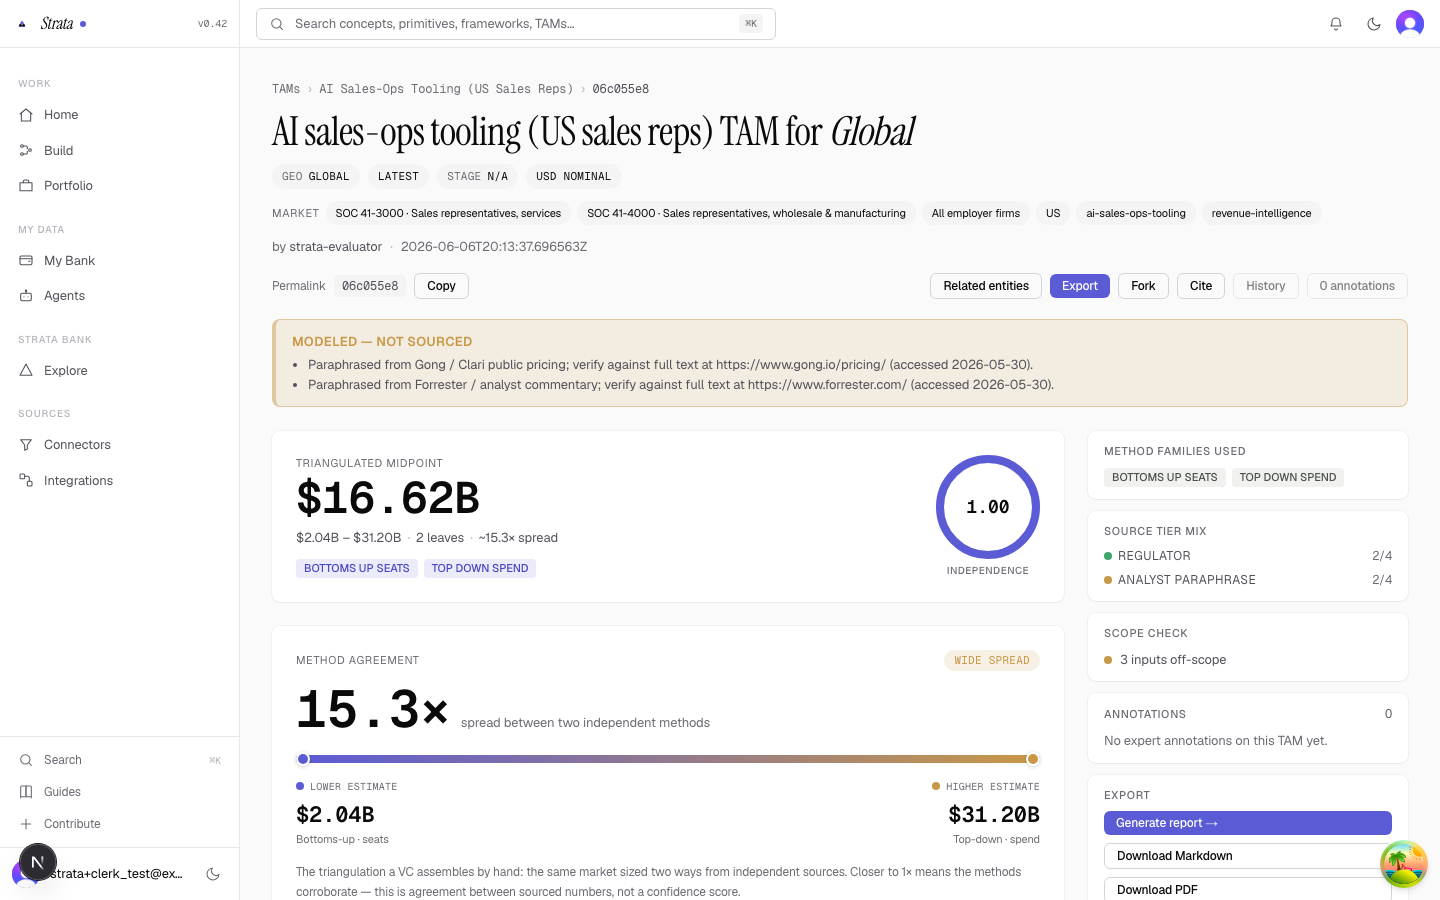 Strata
v0.42
Search concepts, primitives, frameworks, TAMs…
⌘K
WORK
Home
Build
Portfolio
MY DATA
My Bank
Agents
STRATA BANK
Explore
SOURCES
Connectors
Integrations
Search
⌘K
Guides
Contribute
N
strata+clerk_test@ex…
TAMs › AI Sales-Ops Tooling (US Sales Reps) › 06c055e8
AI sales-ops tooling (US sales reps) TAM for Global
GEO GLOBAL
LATEST
STAGE N/A
USD NOMINAL
MARKET
SOC 41-3000 · Sales representatives, services
SOC 41-4000 · Sales representatives, wholesale & manufacturing
All employer firms
US
ai-sales-ops-tooling
revenue-intelligence
by strata-evaluator · 2026-06-06T20:13:37.696563Z
Permalink
06c055e8
Copy
Related entities
Export
Fork
Cite
History
0 annotations
MODELED — NOT SOURCED
• Paraphrased from Gong / Clari public pricing; verify against full text at https://www.gong.io/pricing/ (accessed 2026-05-30).
• Paraphrased from Forrester / analyst commentary; verify against full text at https://www.forrester.com/ (accessed 2026-05-30).
TRIANGULATED MIDPOINT
$16.62B
$2.04B – $31.20B · 2 leaves · ~15.3× spread
BOTTOMS UP SEATS
TOP DOWN SPEND
1.00
INDEPENDENCE
METHOD AGREEMENT
WIDE SPREAD
15.3× spread between two independent methods
LOWER ESTIMATE
$2.04B
Bottoms-up · seats
HIGHER ESTIMATE
$31.20B
Top-down · spend
The triangulation a VC assembles by hand: the same market sized two ways from independent sources. Closer to 1× means the methods
corroborate — this is agreement between sourced numbers, not a confidence score.
METHOD FAMILIES USED
BOTTOMS UP SEATS
TOP DOWN SPEND
SOURCE TIER MIX
REGULATOR 2/4
ANALYST PARAPHRASE 2/4
SCOPE CHECK
3 inputs off-scope
ANNOTATIONS 0
No expert annotations on this TAM yet.
EXPORT
Generate report →
Download Markdown
Download PDF